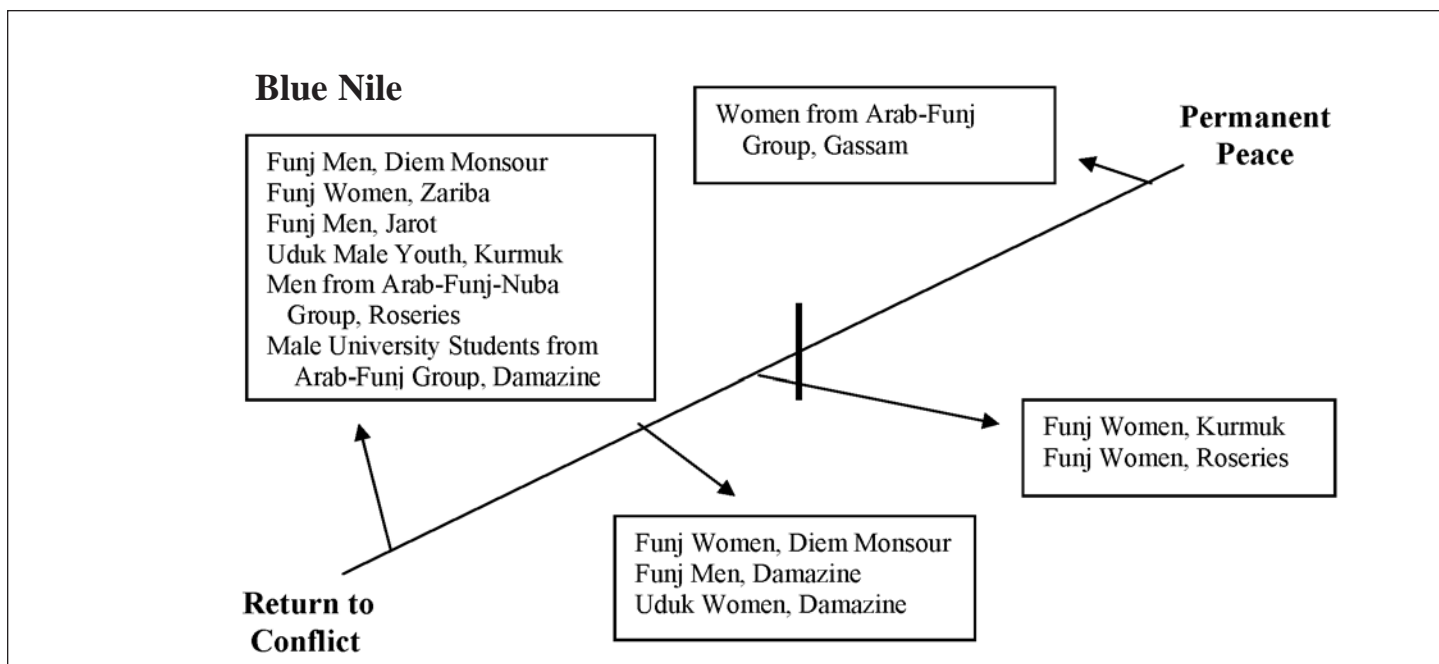 Blue Nile
Funj Men, Diem Monsour
Funj Women, Zariba
Funj Men, Jarot
Uduk Male Youth, Kurmuk
Men from Arab-Funj-Nuba
Group, Roseries
Male University Students from
Arab-Funj Group, Damazine
Women from Arab-Funj
Group, Gassam
Permanent
Peace
Funj Women, Kurmuk
Funj Women, Roseries
Funj Women, Diem Monsour
Funj Men, Damazine
Uduk Women, Damazine
Return to
Conflict